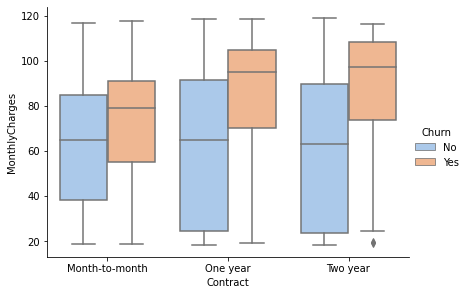 120
100
80
60
40
20
MonthlyCharges
Month-to-month
One year
Two year
Contract
Churn
No
Yes